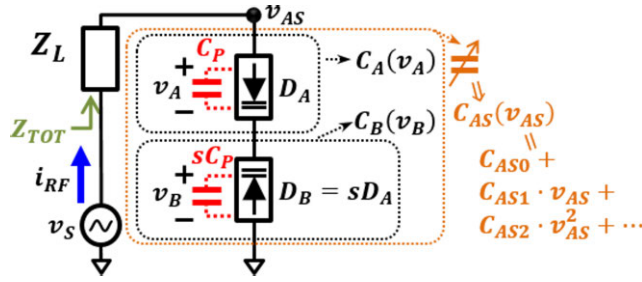 v_AS
Z_L
C_P
C_A(v_A)
+
v_A
−
D_A
C_AS(v_AS)
Z_TOT
C_B(v_B)
=
sC_P
C_AS0 +
i_RF
+
v_B
−
D_B = sD_A
C_AS1 · v_AS +
v_S
C_AS2 · v_AS^2 + ⋯